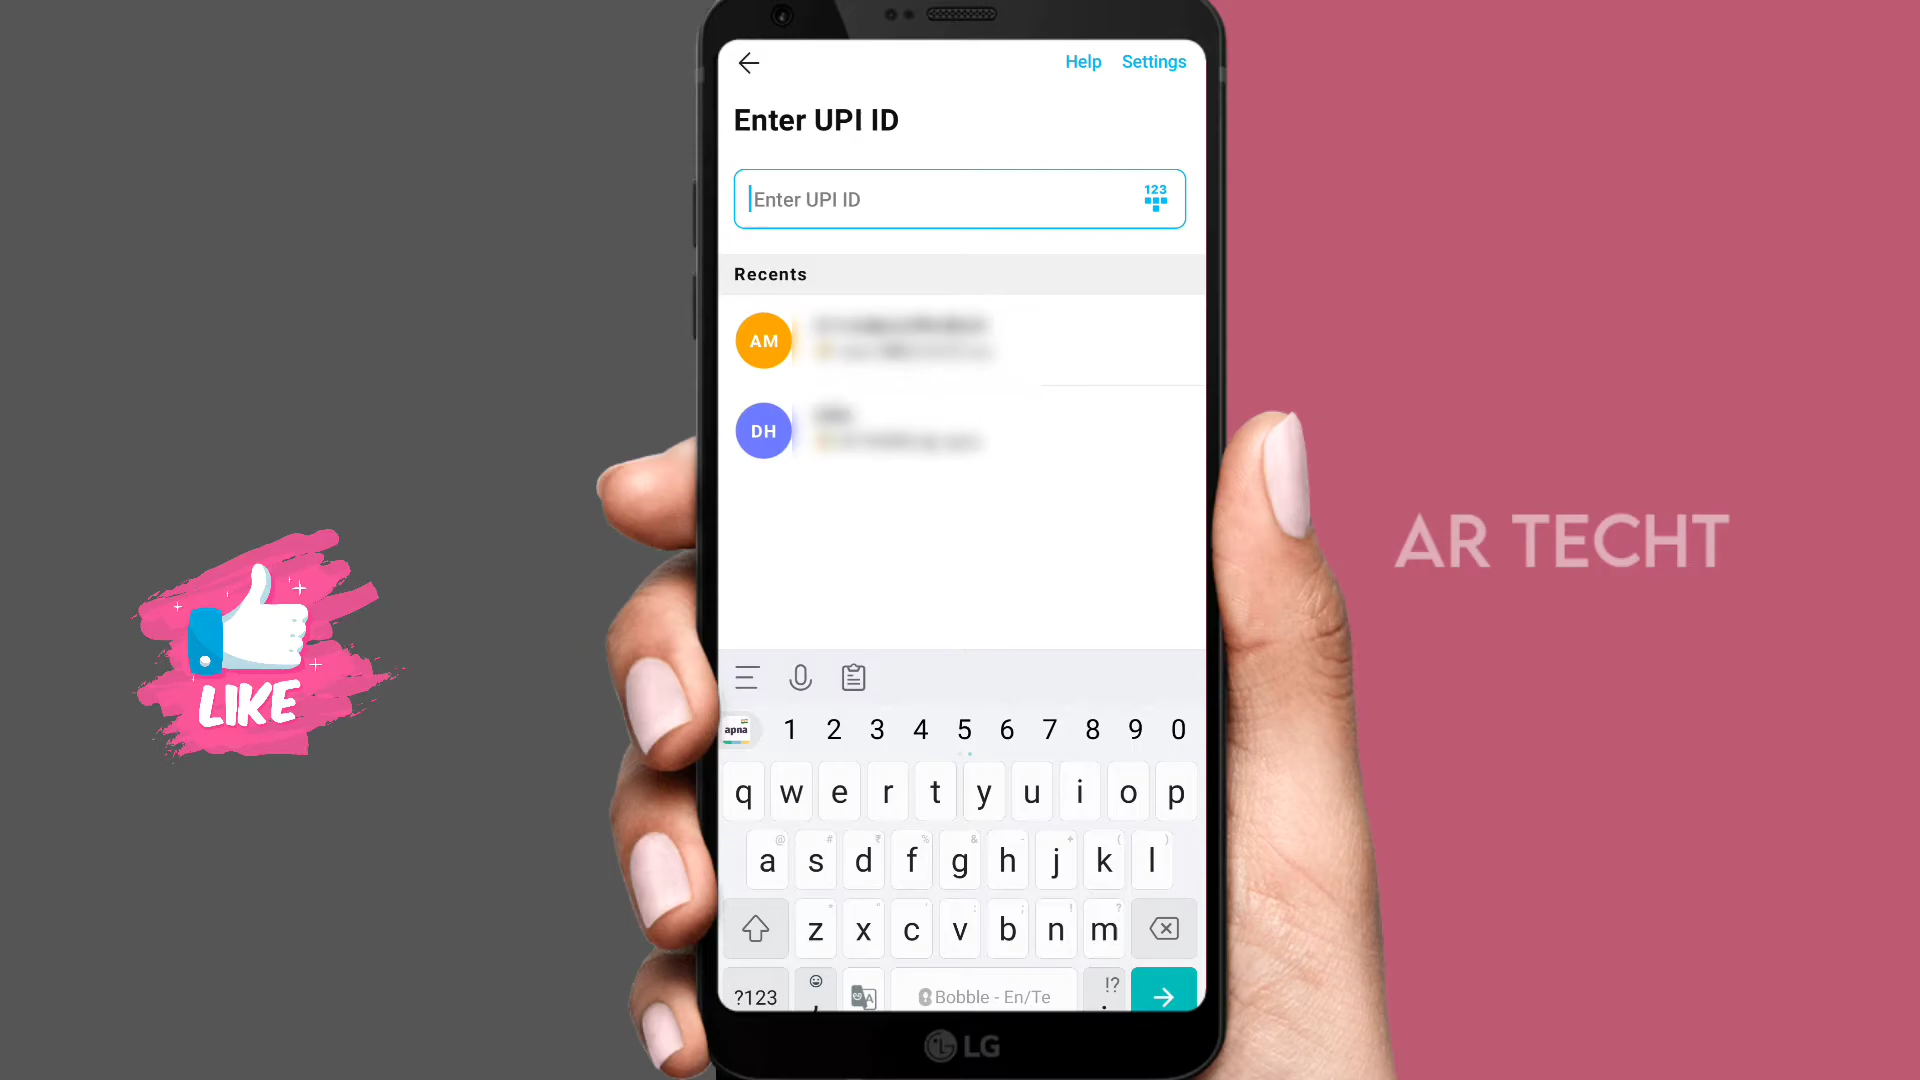 Help Settings
Enter UPI ID
Enter UPI ID 123
Recents
AM
DH
AR TECHT
LIKE
apna 1 2 3 4 5 6 7 8 9 0
q w e r t y u i o p
@ # ₹ % & - + ( )
a s d f g h j k l
* " ' : ; ! ?
z x c v b n m
!?
?123 , Bobble - En/Te .
LG